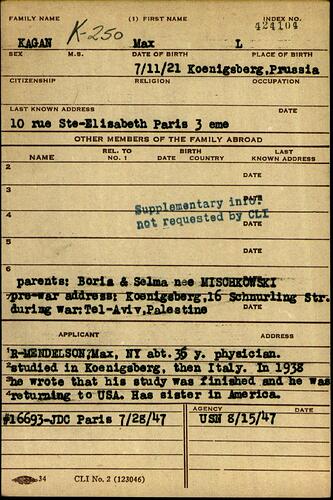 FAMILY NAME (1) FIRST NAME INDEX NO.
424104
KAGAN K-250 Max L
SEX M.S. DATE OF BIRTH PLACE OF BIRTH
7/11/21 Koenigsberg,Prussia
CITIZENSHIP RELIGION OCCUPATION
LAST KNOWN ADDRESS DATE
10 rue Ste-Elisabeth Paris 3 eme
OTHER MEMBERS OF THE FAMILY ABROAD
NAME REL. TO NO. 1 BIRTH DATE COUNTRY LAST KNOWN ADDRESS
2
DATE
3
DATE
Supplementary info.
not requested by CLI
4
DATE
5
DATE
6
parents: Boris & Selma nee MISCHKOWSKI
pre-war address: Koenigsberg,16 Schnurling Str.
during war:Tel-Aviv,Palestine DATE
APPLICANT ADDRESS
'R-MENDELSON,Max, NY abt. 36 y. physician.
studied in Koenigsberg, then Italy. In 1938
he wrote that his study was finished and he was
returning to USA. Has sister in America.
#16693-JDC Paris 7/28/47 AGENCY DATE
USN 8/15/47
34 CLI No. 2 (123046)